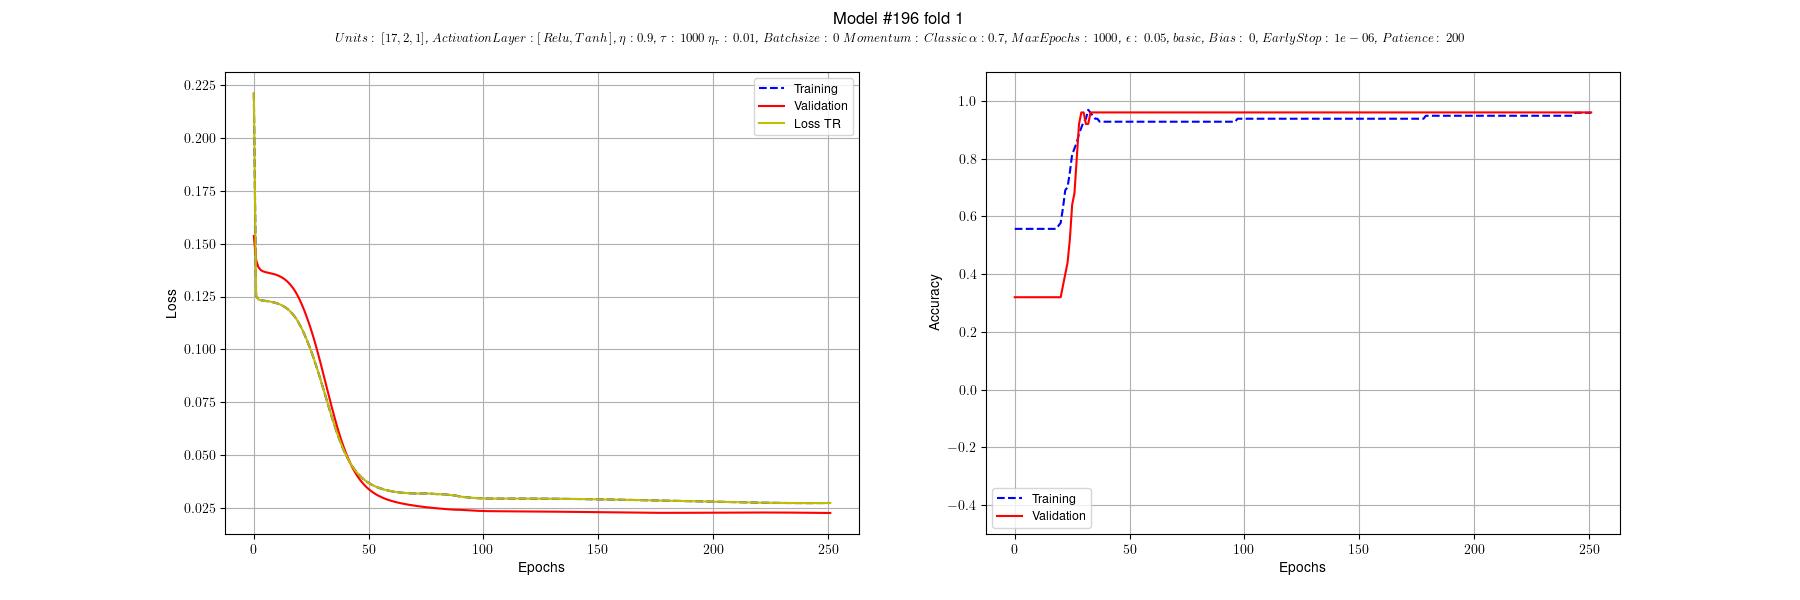 Model #196 fold 1
Units : [17, 2, 1], ActivationLayer : [Relu, Tanh], η : 0.9, τ : 1000 ητ : 0.01, Batchsize : 0 Momentum : Classic α : 0.7, MaxEpochs : 1000, ϵ : 0.05, basic, Bias : 0, EarlyStop : 1e − 06, Patience : 200
0.225
0.200
0.175
0.150
0.125
0.100
0.075
0.050
0.025
Loss
Training
Validation
Loss TR
0 50 100 150 200 250
Epochs
1.0
0.8
0.6
0.4
0.2
0.0
−0.2
−0.4
Accuracy
Training
Validation
0 50 100 150 200 250
Epochs